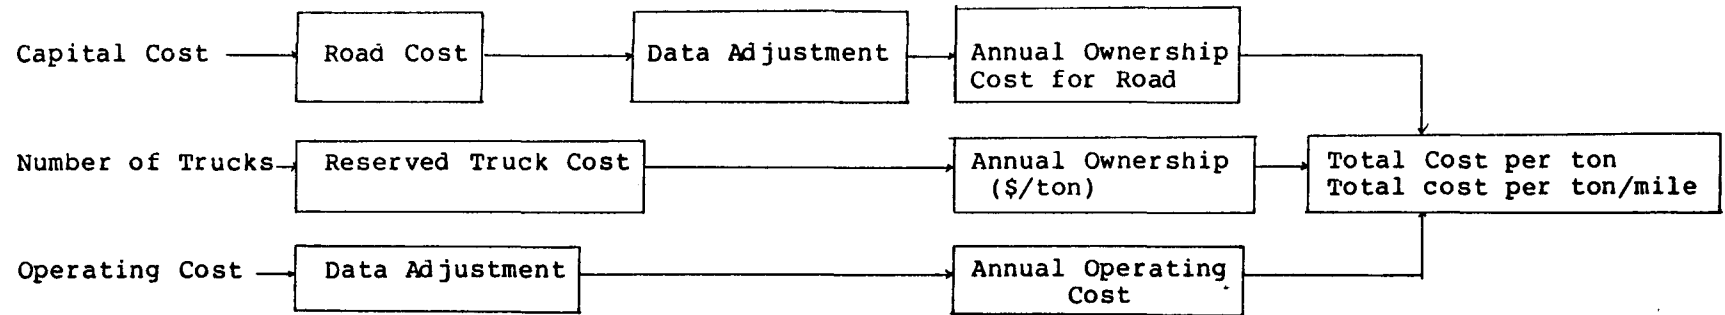 Capital Cost
Road Cost
Data Adjustment
Annual Ownership
Cost for Road
Number of Trucks
Reserved Truck Cost
Annual Ownership
($/ton)
Total Cost per ton
Total cost per ton/mile
Operating Cost
Data Adjustment
Annual Operating
Cost